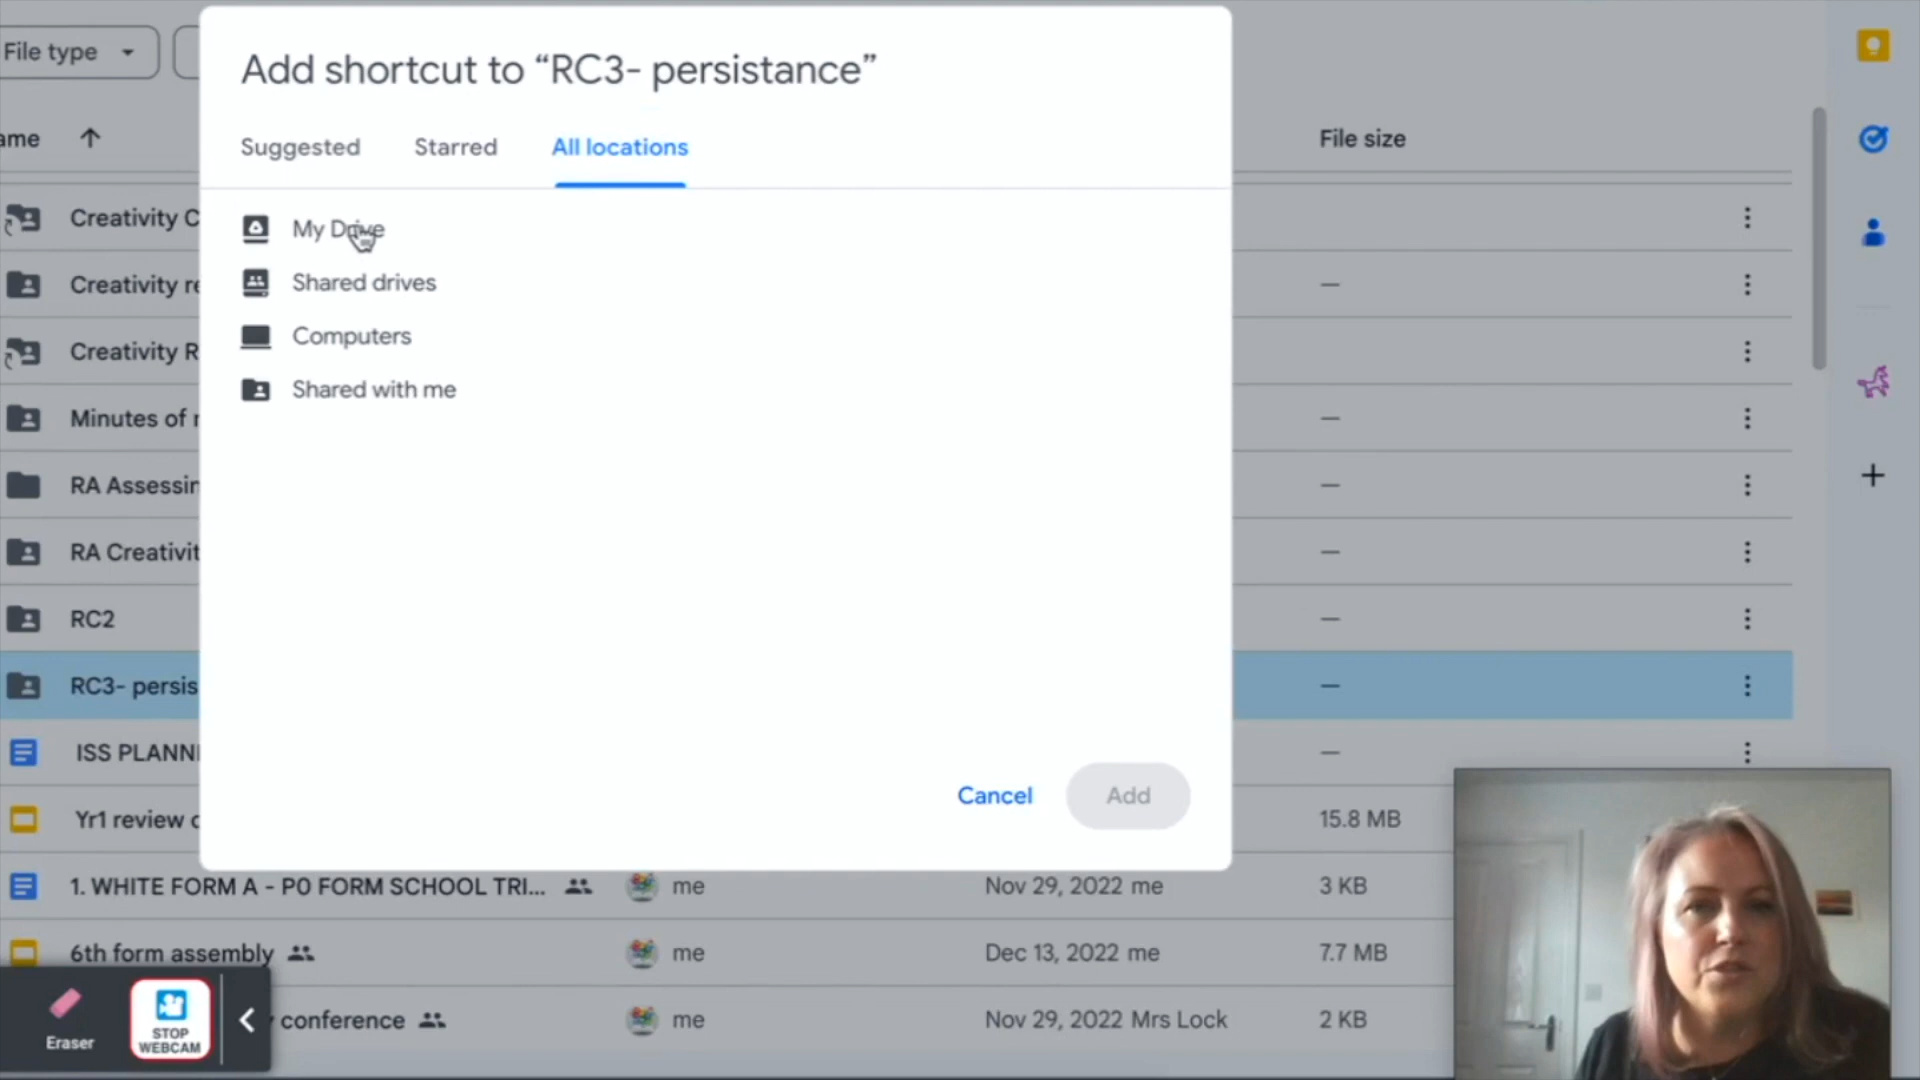 File type
Add shortcut to “RC3- persistance”
Suggested Starred All locations
ame File size
My Drive
Shared drives
Computers
Shared with me
Creativity C
Creativity re
Creativity R
Minutes of
RA Assessin
RA Creativit
RC2
RC3- persis
ISS PLANN
Cancel Add
Yr1 review 15.8 MB
1. WHITE FORM A - P0 FORM SCHOOL TRI... me Nov 29, 2022 me 3 KB
6th form assembly me Dec 13, 2022 me 7.7 MB
conference me Nov 29, 2022 Mrs Lock 2 KB
Eraser
STOP
WEBCAM